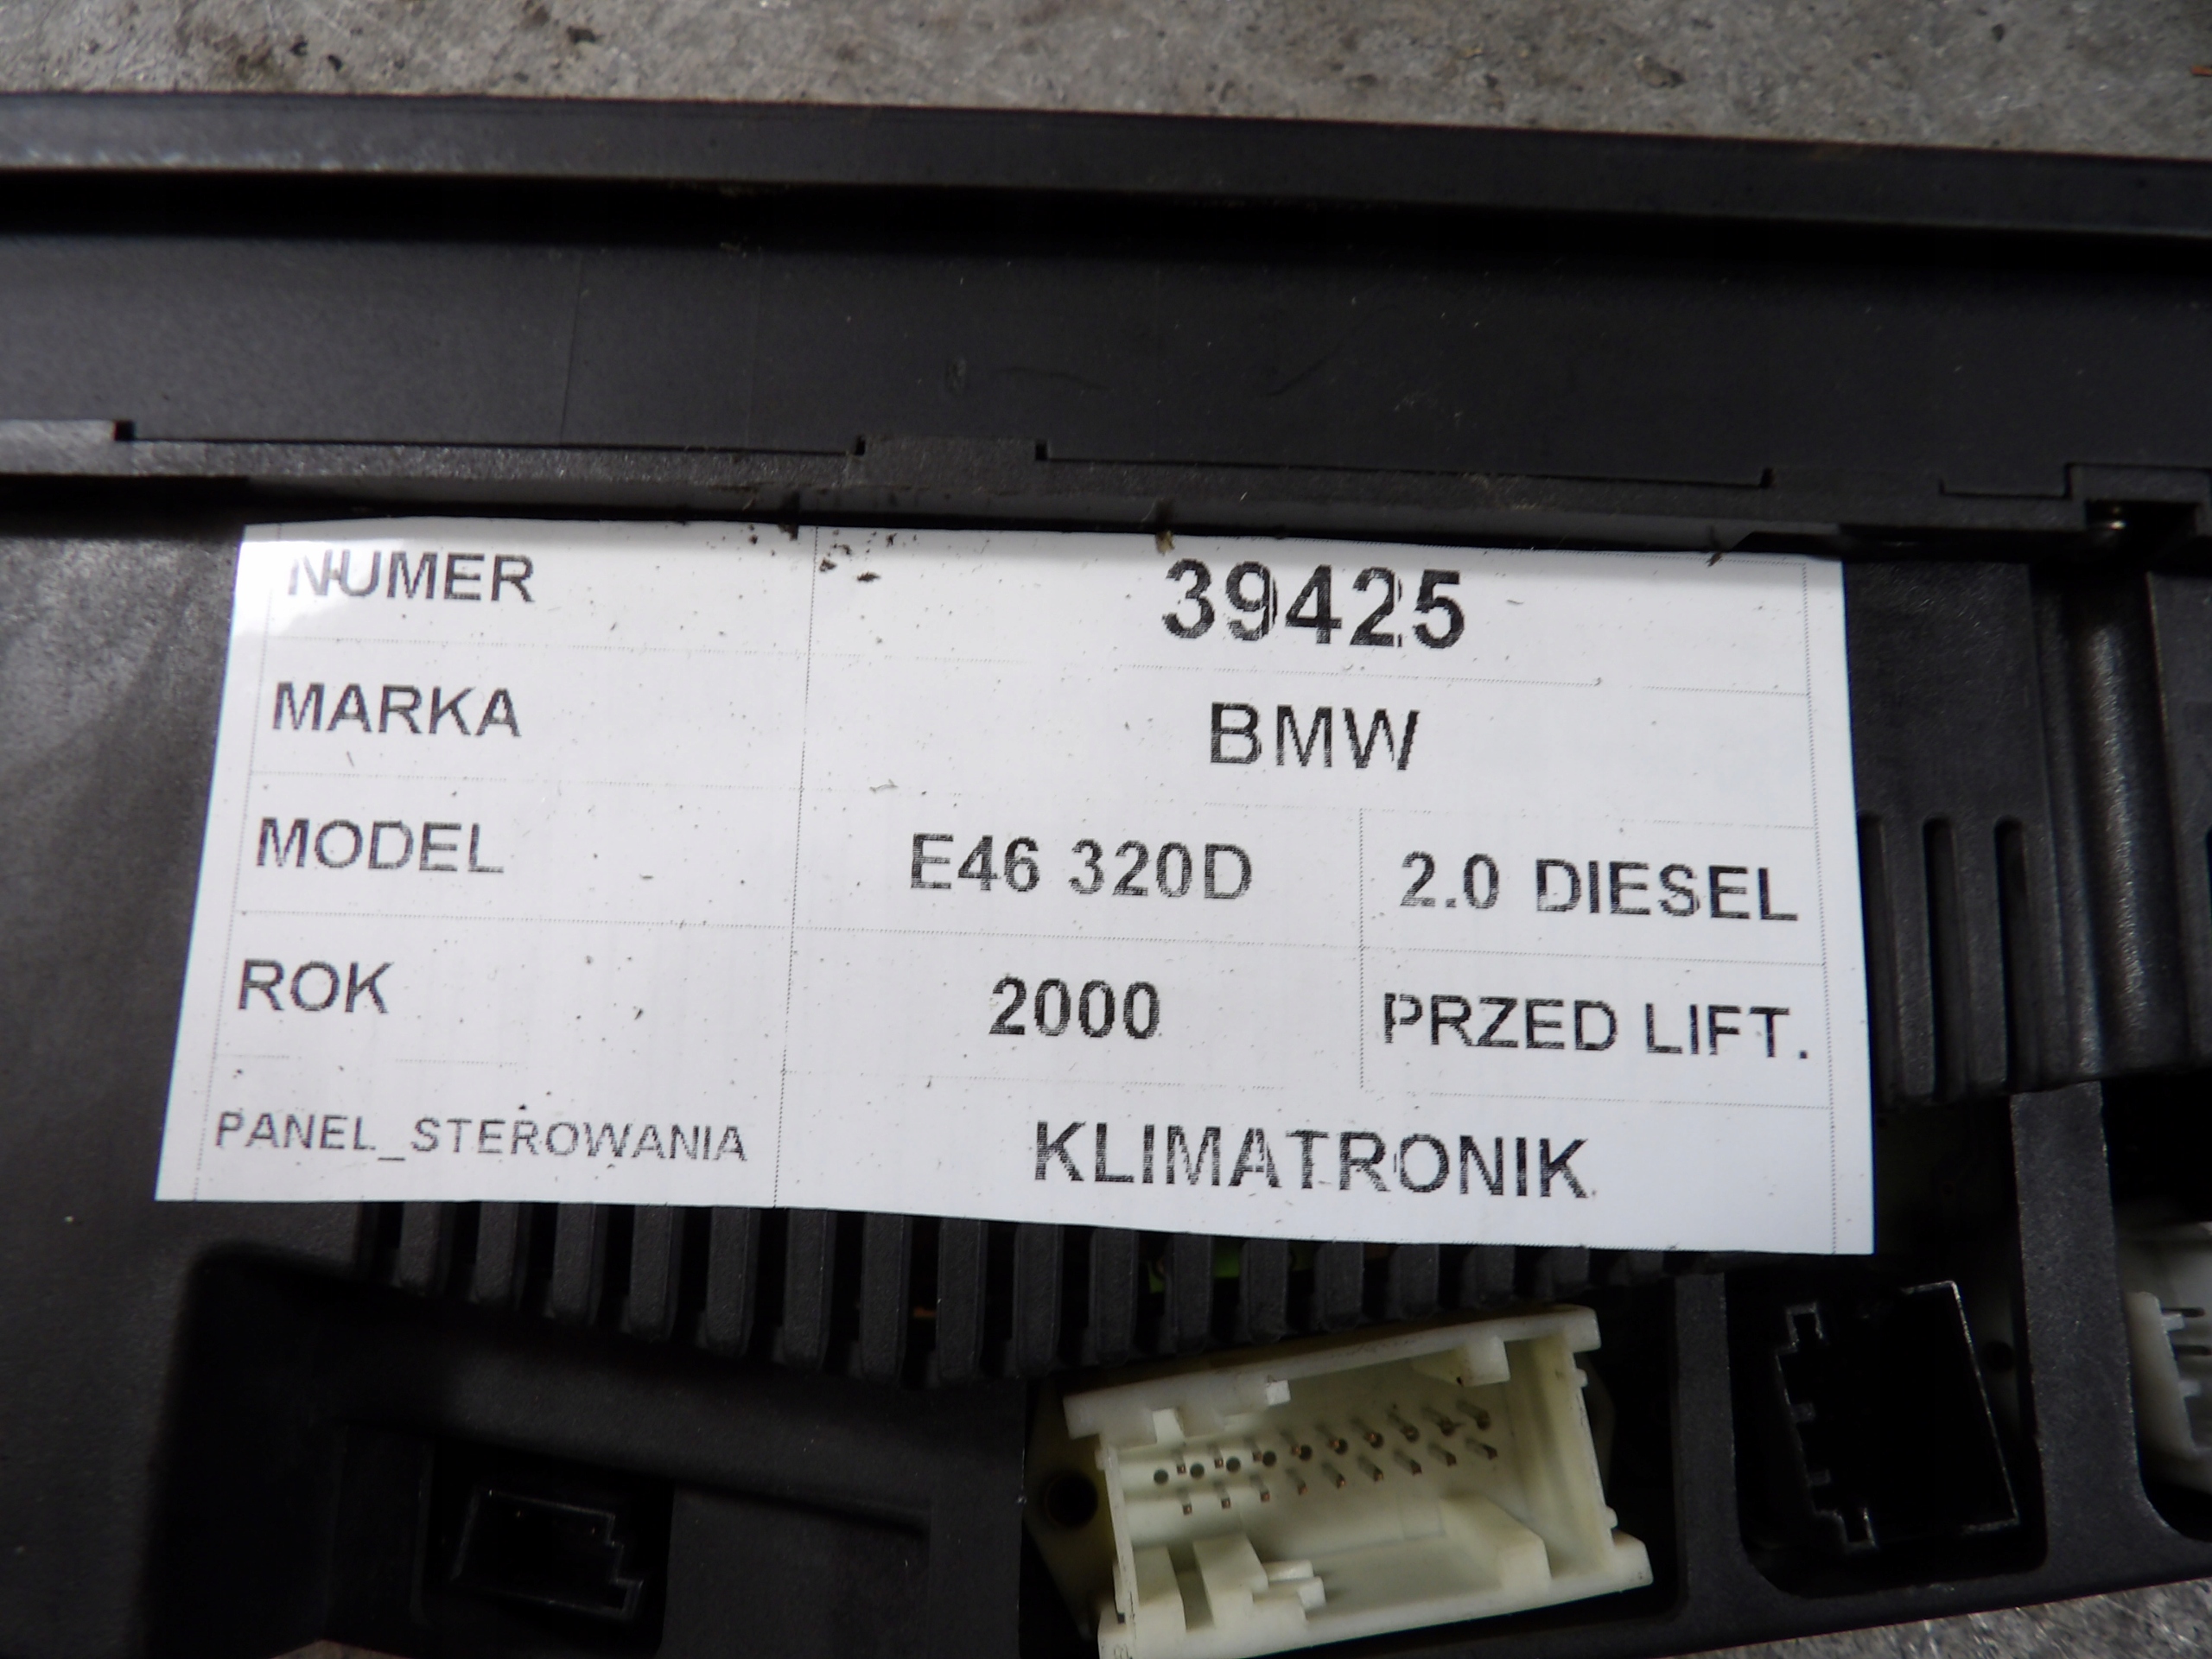 NUMER 39425
MARKA BMW
MODEL E46 320D 2.0 DIESEL
ROK 2000 PRZED LIFT.
PANEL_STEROWANIA KLIMATRONIK